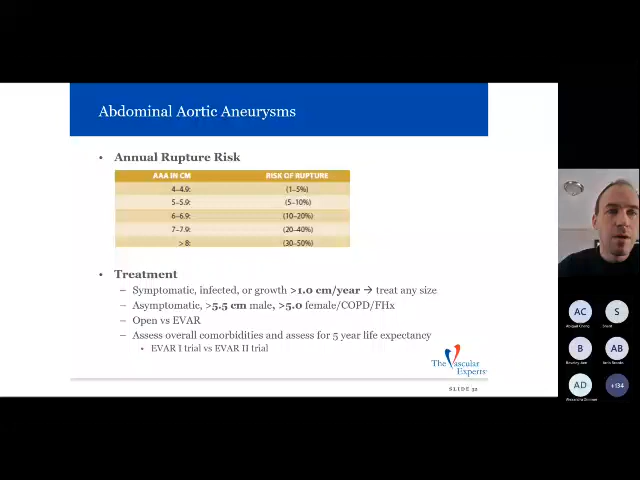 Abdominal Aortic Aneurysms
• Annual Rupture Risk
AAA IN CM RISK OF RUPTURE
4–4.9: (1–5%)
5–5.9: (5–10%)
6–6.9: (10–20%)
7–7.9: (20–40%)
> 8: (30–50%)
• Treatment
– Symptomatic, infected, or growth >1.0 cm/year → treat any size
– Asymptomatic, >5.5 cm male, >5.0 female/COPD/FHx
– Open vs EVAR
– Assess overall comorbidities and assess for 5 year life expectancy
• EVAR I trial vs EVAR II trial
The Vascular
Experts
SLIDE 32
AC
S
Abigail Cheng
B
AB
AD
+134